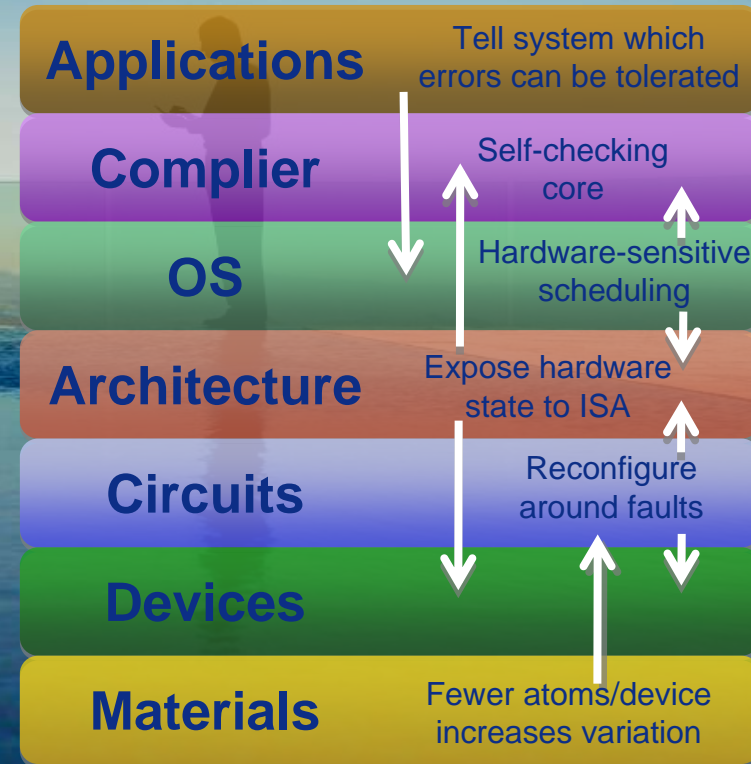 Applications
Tell system which
errors can be tolerated
Complier
Self-checking
core
OS
Hardware-sensitive
scheduling
Architecture
Expose hardware
state to ISA
Circuits
Reconfigure
around faults
Devices
Materials
Fewer atoms/device
increases variation